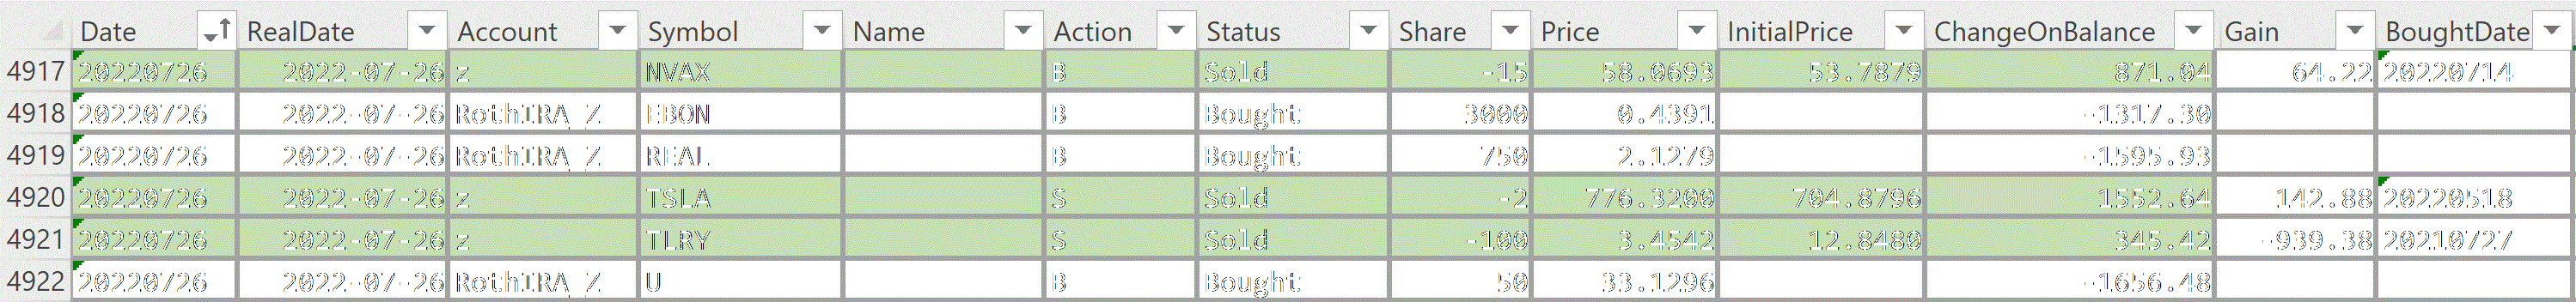 Date RealDate Account Symbol Name Action Status Share Price InitialPrice ChangeOnBalance Gain BoughtDate
4917 20220726 2022-07-26 z NVAX B Sold -15 58.0693 53.7879 871.04 64.22 20220714
4918 20220726 2022-07-26 RothIRA_Z EBON B Bought 3000 0.4391 -1317.30
4919 20220726 2022-07-26 RothIRA_Z REAL B Bought 750 2.1279 -1595.93
4920 20220726 2022-07-26 z TSLA S Sold -2 776.3200 704.8796 1552.64 142.88 20220518
4921 20220726 2022-07-26 z TLRY S Sold -100 3.4542 12.8480 345.42 -939.38 20210727
4922 20220726 2022-07-26 RothIRA_Z U B Bought 50 33.1296 -1656.48